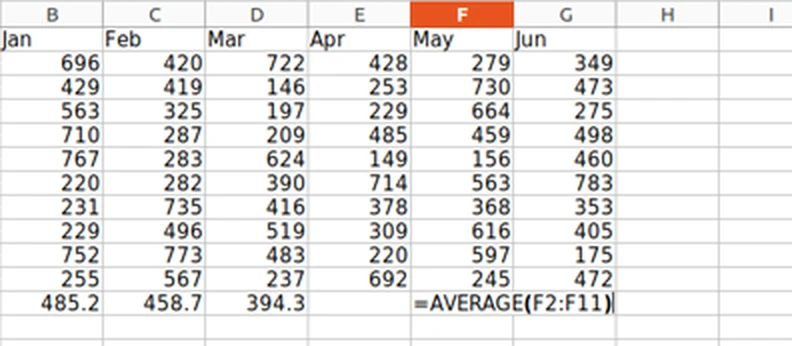 B C D E F G H I
Jan Feb Mar Apr May Jun
696 420 722 428 279 349
429 419 146 253 730 473
563 325 197 229 664 275
710 287 209 485 459 498
767 283 624 149 156 460
220 282 390 714 563 783
231 735 416 378 368 353
229 496 519 309 616 405
752 773 483 220 597 175
255 567 237 692 245 472
485.2 458.7 394.3 =AVERAGE(F2:F11)